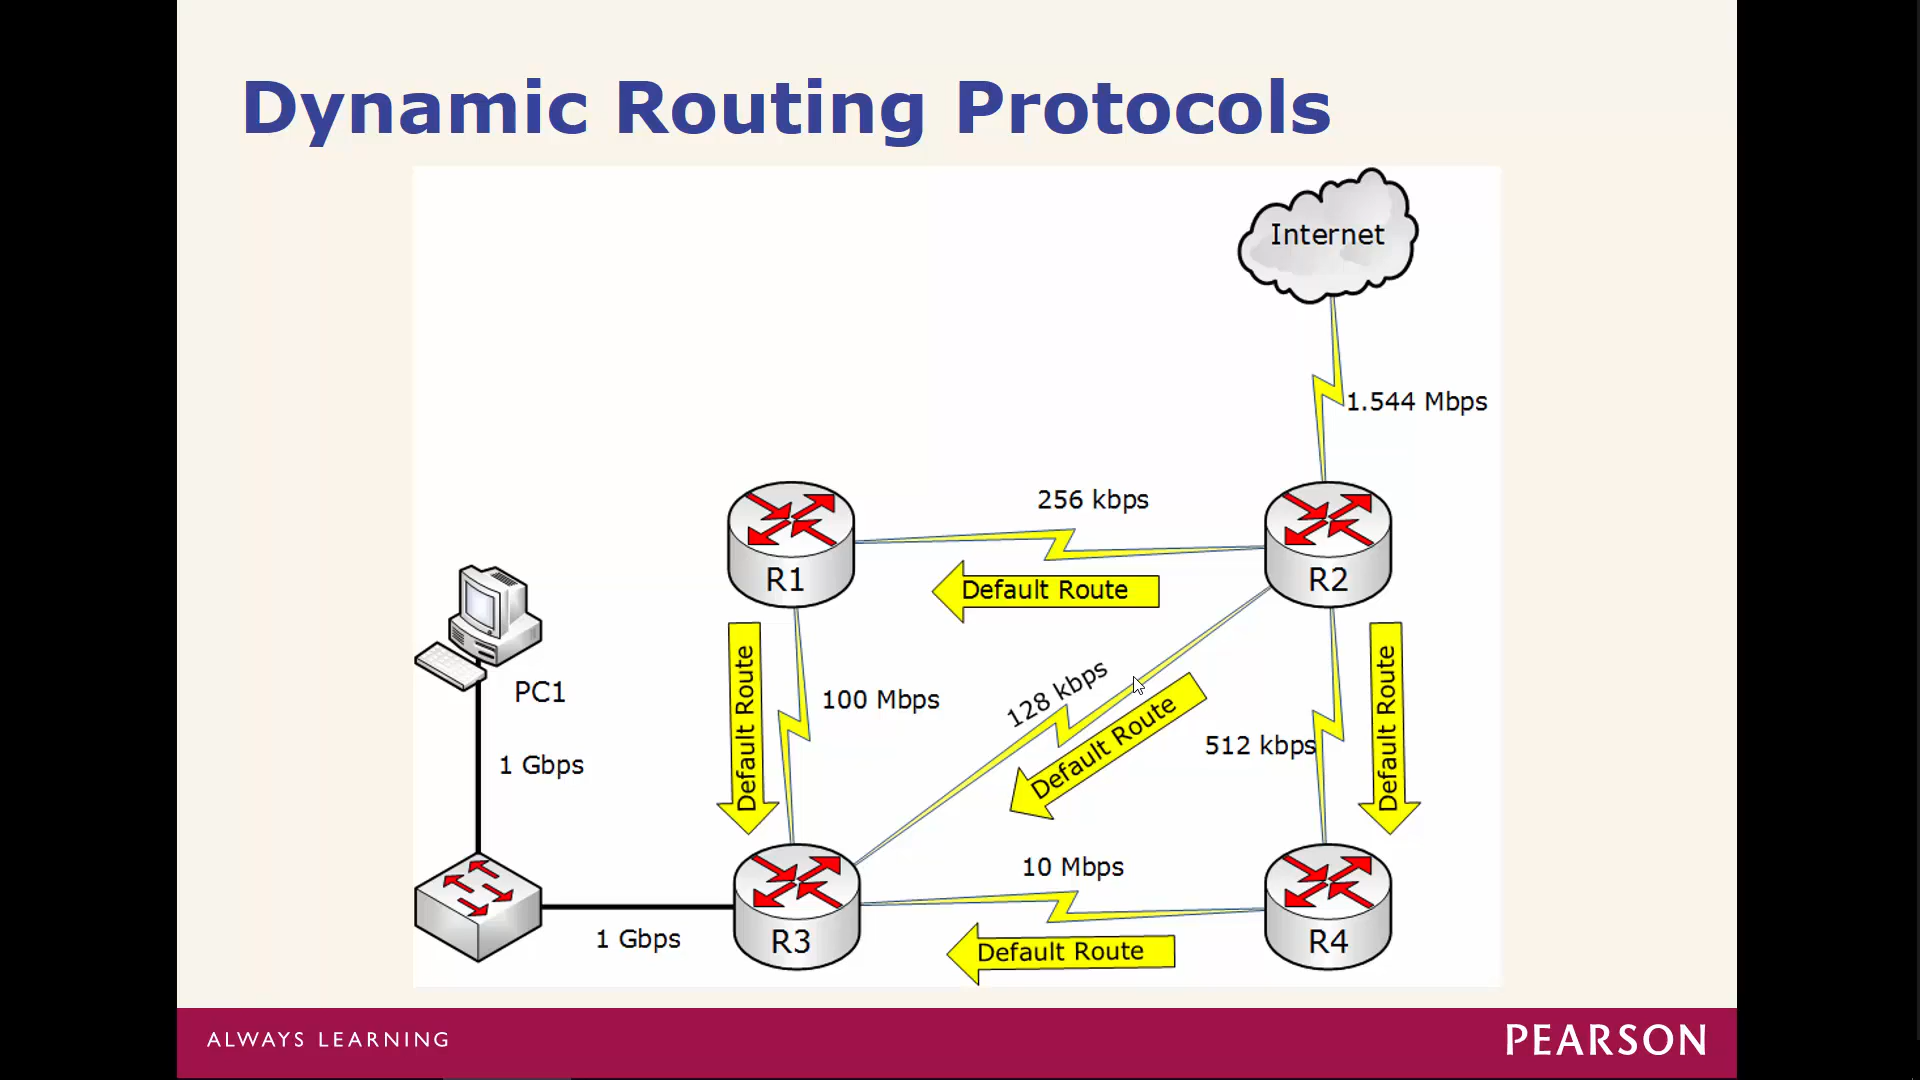 Dynamic Routing Protocols
Internet
1.544 Mbps
256 kbps
R1
R2
Default Route
PC1
100 Mbps
128 kbps
512 kbps
1 Gbps
Default Route
Default Route
Default Route
10 Mbps
1 Gbps
R3
R4
Default Route
ALWAYS LEARNING
PEARSON